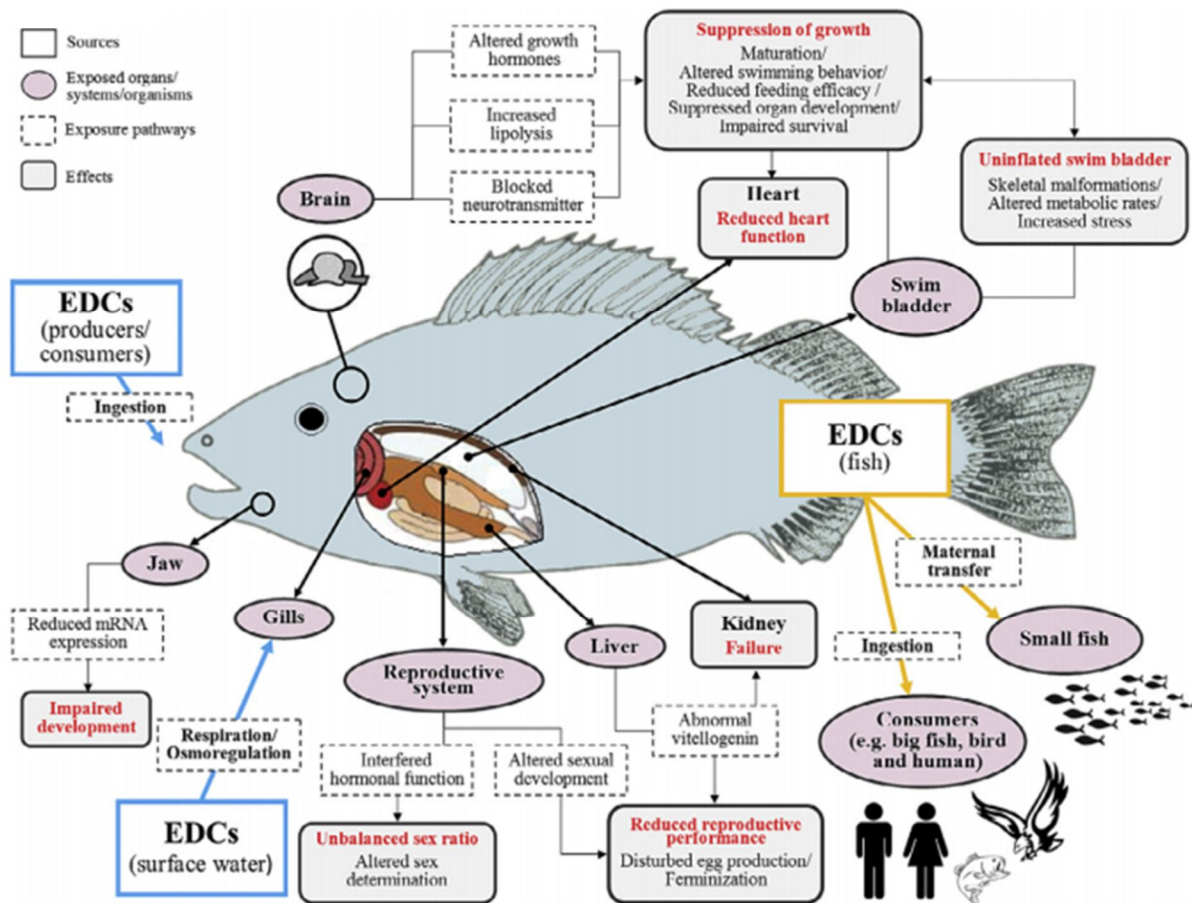 Sources
Exposed organs/
systems/organisms
Exposure pathways
Effects
Altered growth
hormones
Increased
lipolysis
Blocked
neurotransmitter
Brain
Suppression of growth
Maturation/
Altered swimming behavior/
Reduced feeding efficacy /
Suppressed organ development/
Impaired survival
Uninflated swim bladder
Skeletal malformations/
Altered metabolic rates/
Increased stress
Heart
Reduced heart
function
Swim
bladder
EDCs
(producers/
consumers)
Ingestion
EDCs
(fish)
Maternal
transfer
Ingestion
Small fish
Consumers
(e.g. big fish, bird
and human)
Jaw
Reduced mRNA
expression
Impaired
development
Gills
Respiration/
Osmoregulation
EDCs
(surface water)
Reproductive
system
Interfered
hormonal function
Altered sexual
development
Unbalanced sex ratio
Altered sex
determination
Liver
Kidney
Failure
Abnormal
vitellogenin
Reduced reproductive
performance
Disturbed egg production/
Ferminization